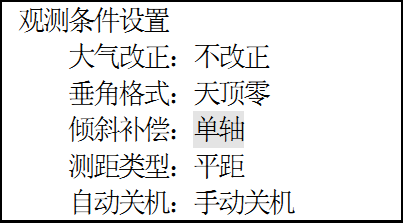 观测条件设置
大气改正：不改正
垂角格式：天顶零
倾斜补偿：单轴
测距类型：平距
自动关机：手动关机